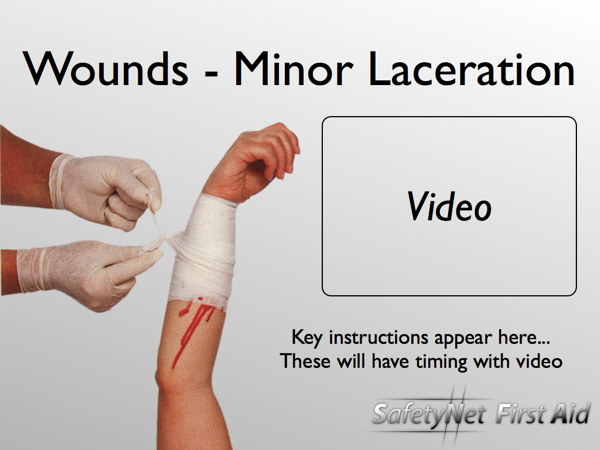 Wounds - Minor Laceration
Video
Key instructions appear here...
These will have timing with video
SafetyNet First Aid